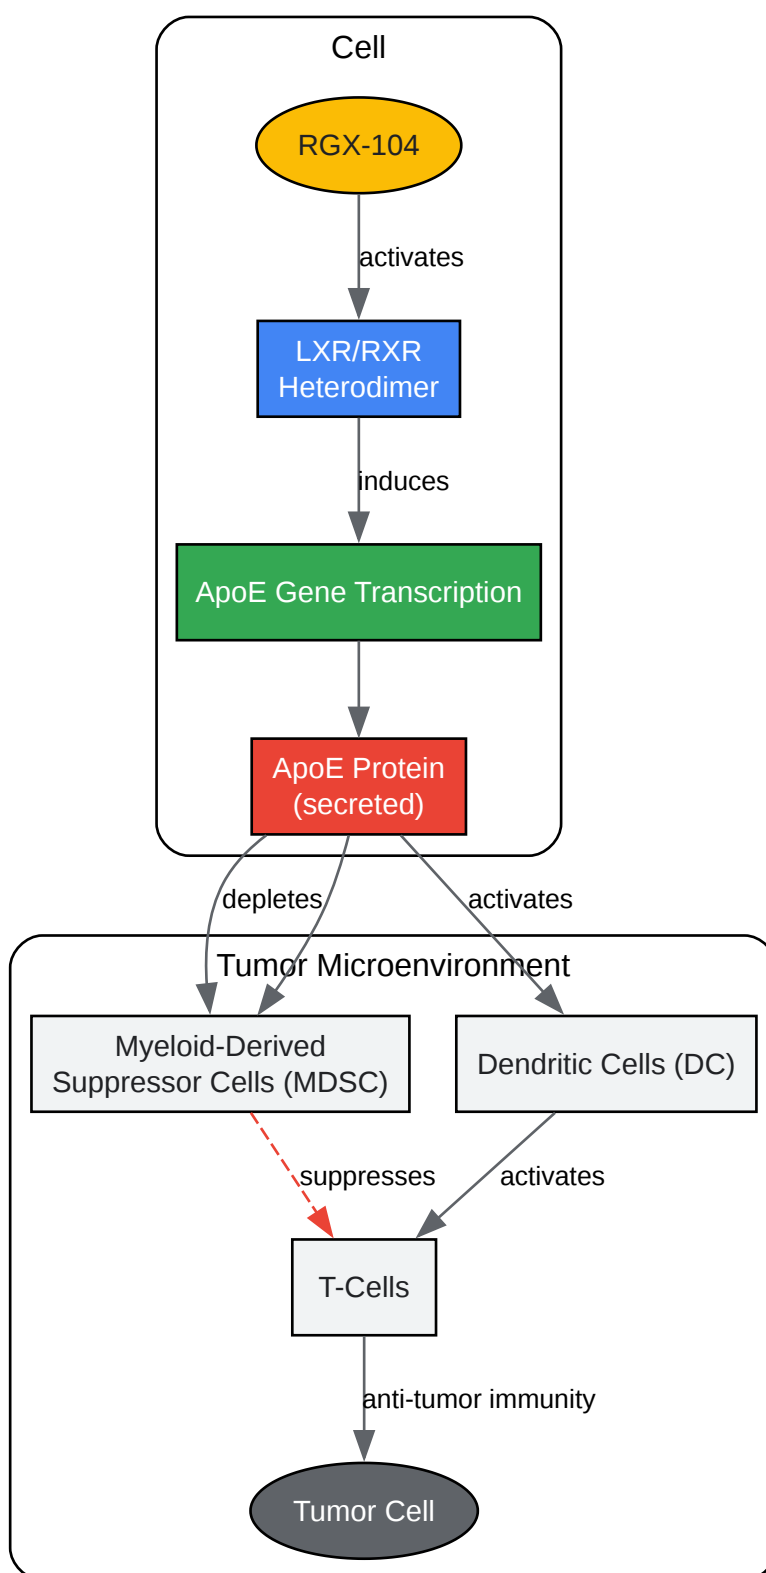 Cell
RGX-104
activates
LXR/RXR
Heterodimer
induces
ApoE Gene Transcription
ApoE Protein
(secreted)
depletes
activates
Tumor Microenvironment
Myeloid-Derived
Suppressor Cells (MDSC)
Dendritic Cells (DC)
suppresses
activates
T-Cells
anti-tumor immunity
Tumor Cell